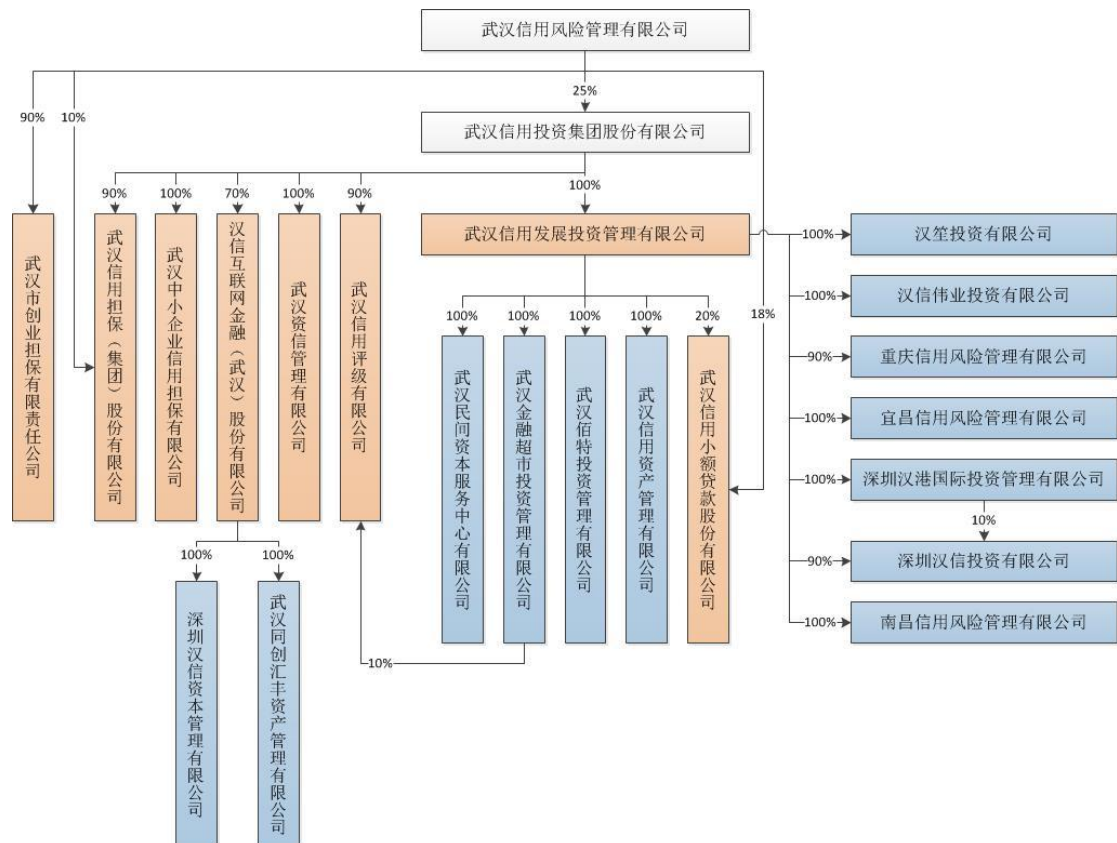 武汉信用风险管理有限公司
25%
90%
10%
武汉信用投资集团股份有限公司
90%
100%
70%
100%
90%
100%
武汉市创业担保有限责任公司
武汉信用担保（集团）股份有限公司
武汉中小企业信用担保有限公司
汉信互联网金融（武汉）股份有限公司
武汉资信管理有限公司
武汉信用评级有限公司
武汉信用发展投资管理有限公司
100%
汉笙投资有限公司
100%
汉信伟业投资有限公司
90%
重庆信用风险管理有限公司
100%
宜昌信用风险管理有限公司
100%
深圳汉港国际投资管理有限公司
10%
90%
深圳汉信投资有限公司
100%
南昌信用风险管理有限公司
100%
100%
100%
100%
20%
18%
武汉民间资本服务中心有限公司
武汉金融超市投资管理有限公司
武汉佰特投资管理有限公司
武汉信用资产管理有限公司
武汉信用小额贷款股份有限公司
10%
100%
100%
深圳汉信资本管理有限公司
武汉同创汇丰资产管理有限公司